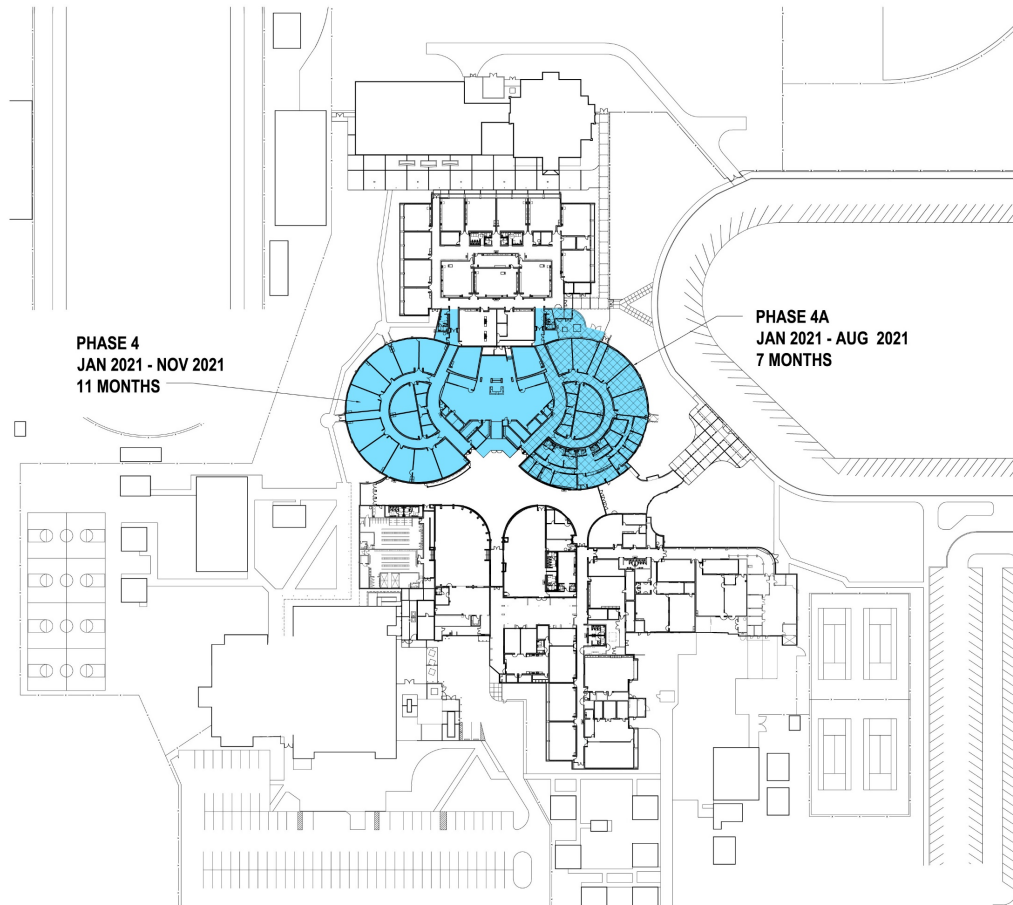 PHASE 4
JAN 2021 - NOV 2021
11 MONTHS
PHASE 4A
JAN 2021 - AUG 2021
7 MONTHS